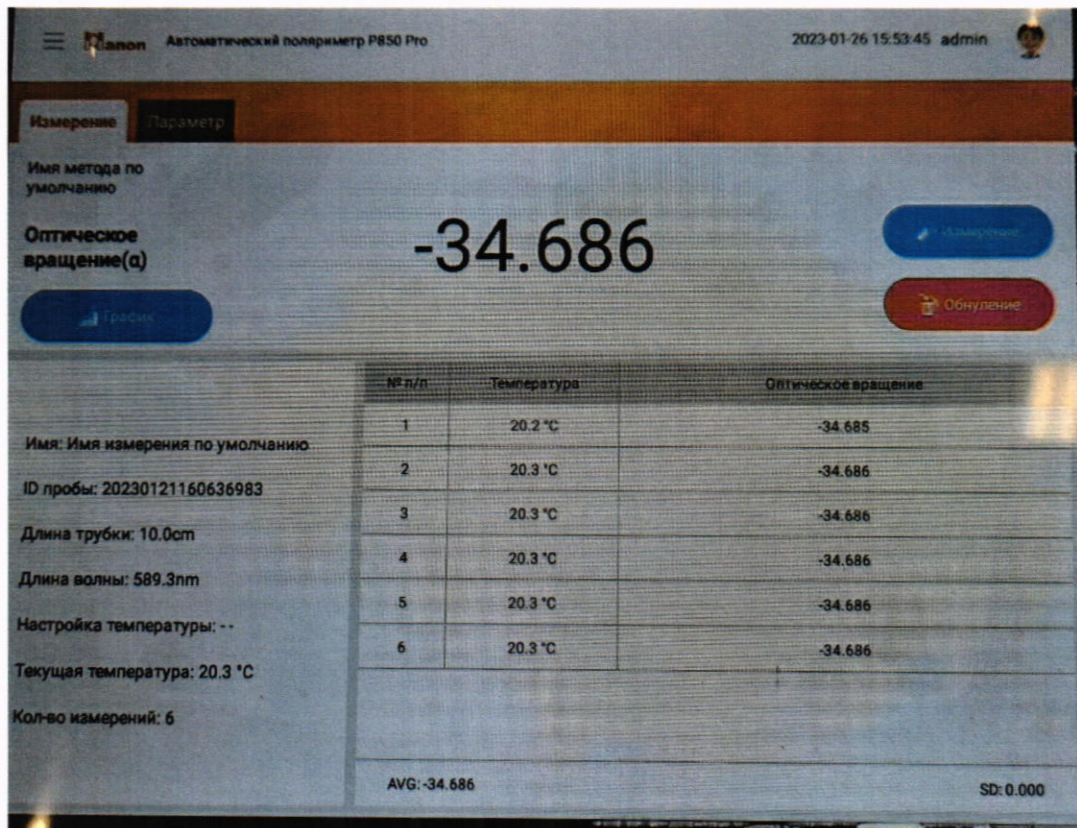 Hanon Автоматический поляриметр P850 Pro 2023-01-26 15:53:45 admin
Измерение Параметр
Имя метода по
умолчанию
Оптическое
вращение(α)
-34.686
Измерение
График
Обнуление
№ п/п Температура Оптическое вращение
1 20.2 °C -34.685
2 20.3 °C -34.686
3 20.3 °C -34.686
4 20.3 °C -34.686
5 20.3 °C -34.686
6 20.3 °C -34.686
AVG:-34.686 SD: 0.000
Имя: Имя измерения по умолчанию
ID пробы: 20230121160636983
Длина трубки: 10.0cm
Длина волны: 589.3nm
Настройка температуры: - -
Текущая температура: 20.3 °C
Кол-во измерений: 6